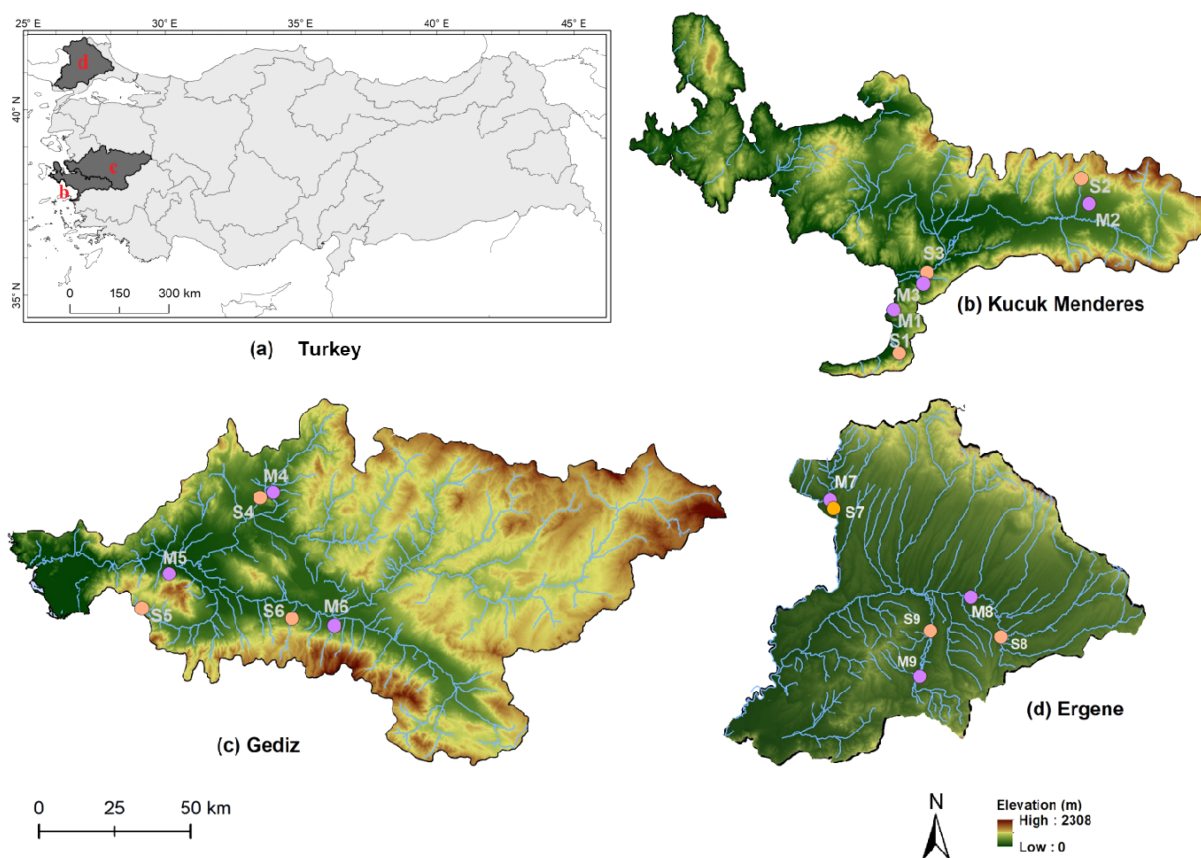 25° E
30° E
35° E
40° E
45° E
40° N
35° N
d
c
b
0 150 300 km
(a) Turkey
S2
M2
S3
M3
M1
S1
(b) Kucuk Menderes
M4
S4
M5
S5
S6
M6
(c) Gediz
M7
S7
M8
S9
S8
M9
(d) Ergene
0 25 50 km
N
Elevation (m)
High : 2308
Low : 0